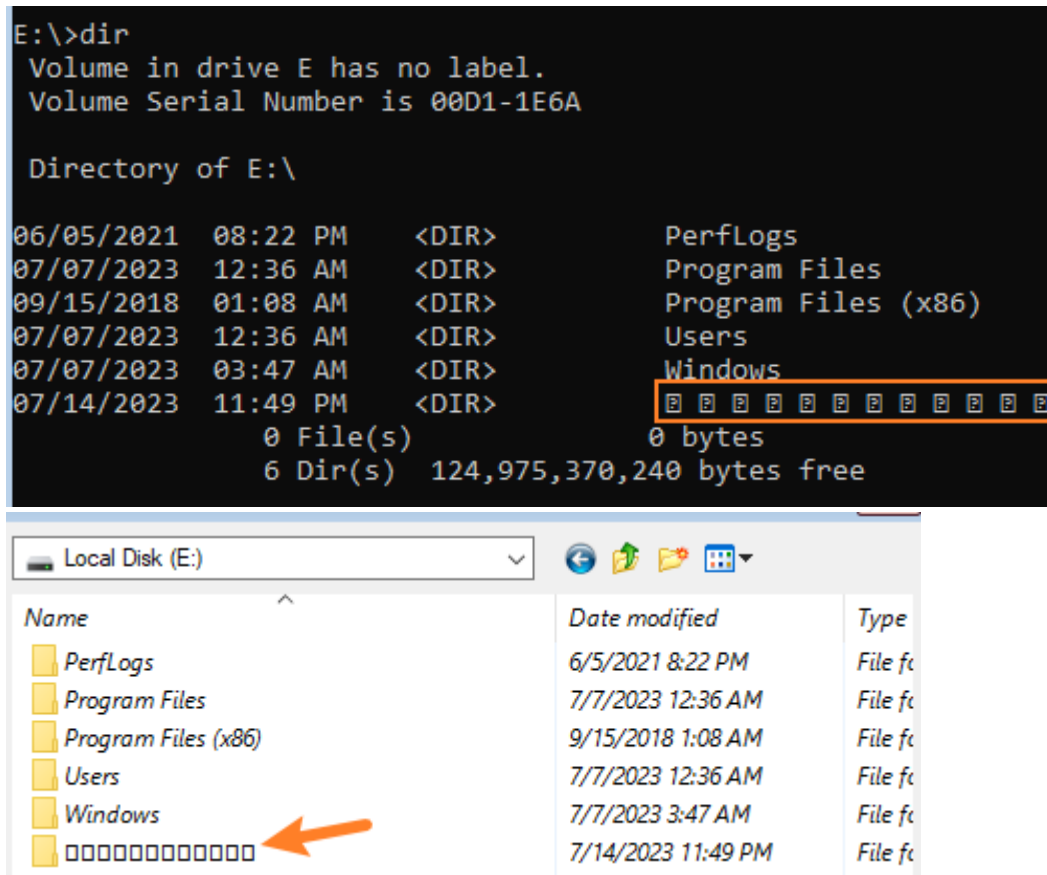 E:\>dir
Volume in drive E has no label.
Volume Serial Number is 00D1-1E6A
Directory of E:\
06/05/2021 08:22 PM <DIR> PerfLogs
07/07/2023 12:36 AM <DIR> Program Files
09/15/2018 01:08 AM <DIR> Program Files (x86)
07/07/2023 12:36 AM <DIR> Users
07/07/2023 03:47 AM <DIR> Windows
07/14/2023 11:49 PM <DIR>
0 File(s) 0 bytes
6 Dir(s) 124,975,370,240 bytes free
Local Disk (E:)
Name Date modified Type
PerfLogs 6/5/2021 8:22 PM File
Program Files 7/7/2023 12:36 AM File
Program Files (x86) 9/15/2018 1:08 AM File
Users 7/7/2023 12:36 AM File
Windows 7/7/2023 3:47 AM File
□□□□□□□□□□□□ 7/14/2023 11:49 PM File